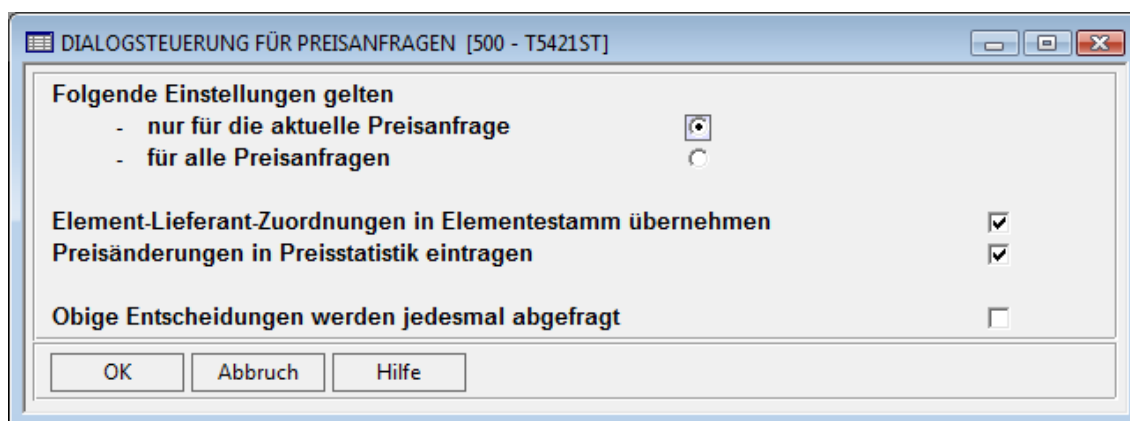 DIALOGSTEUERUNG FÜR PREISANFRAGEN [500 - T5421ST]
Folgende Einstellungen gelten
- nur für die aktuelle Preisanfrage
- für alle Preisanfragen
Element-Lieferant-Zuordnungen in Elementestamm übernehmen
Preisänderungen in Preisstatistik eintragen
Obige Entscheidungen werden jedesmal abgefragt
OK Abbruch Hilfe